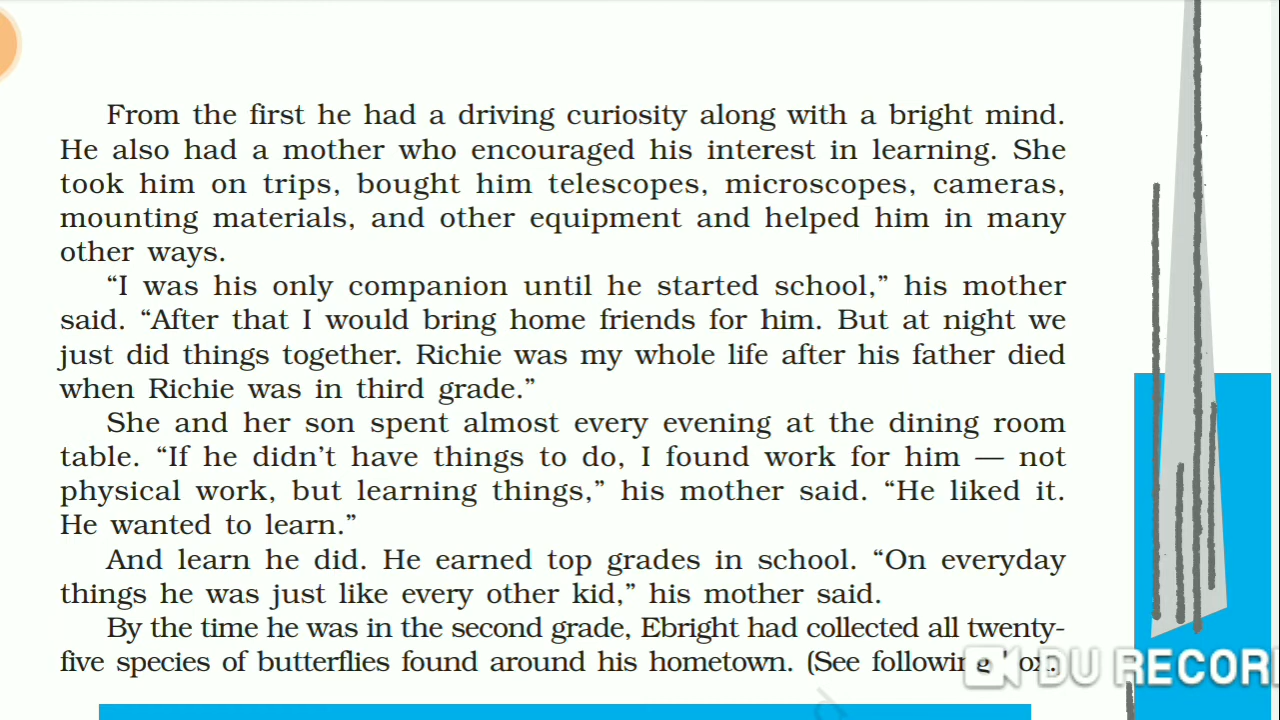 From the first he had a driving curiosity along with a bright mind.
He also had a mother who encouraged his interest in learning. She
took him on trips, bought him telescopes, microscopes, cameras,
mounting materials, and other equipment and helped him in many
other ways.
“I was his only companion until he started school,” his mother
said. “After that I would bring home friends for him. But at night we
just did things together. Richie was my whole life after his father died
when Richie was in third grade.”
She and her son spent almost every evening at the dining room
table. “If he didn’t have things to do, I found work for him — not
physical work, but learning things,” his mother said. “He liked it.
He wanted to learn.”
And learn he did. He earned top grades in school. “On everyday
things he was just like every other kid,” his mother said.
By the time he was in the second grade, Ebright had collected all twenty-
five species of butterflies found around his hometown. (See following
DU RECOR